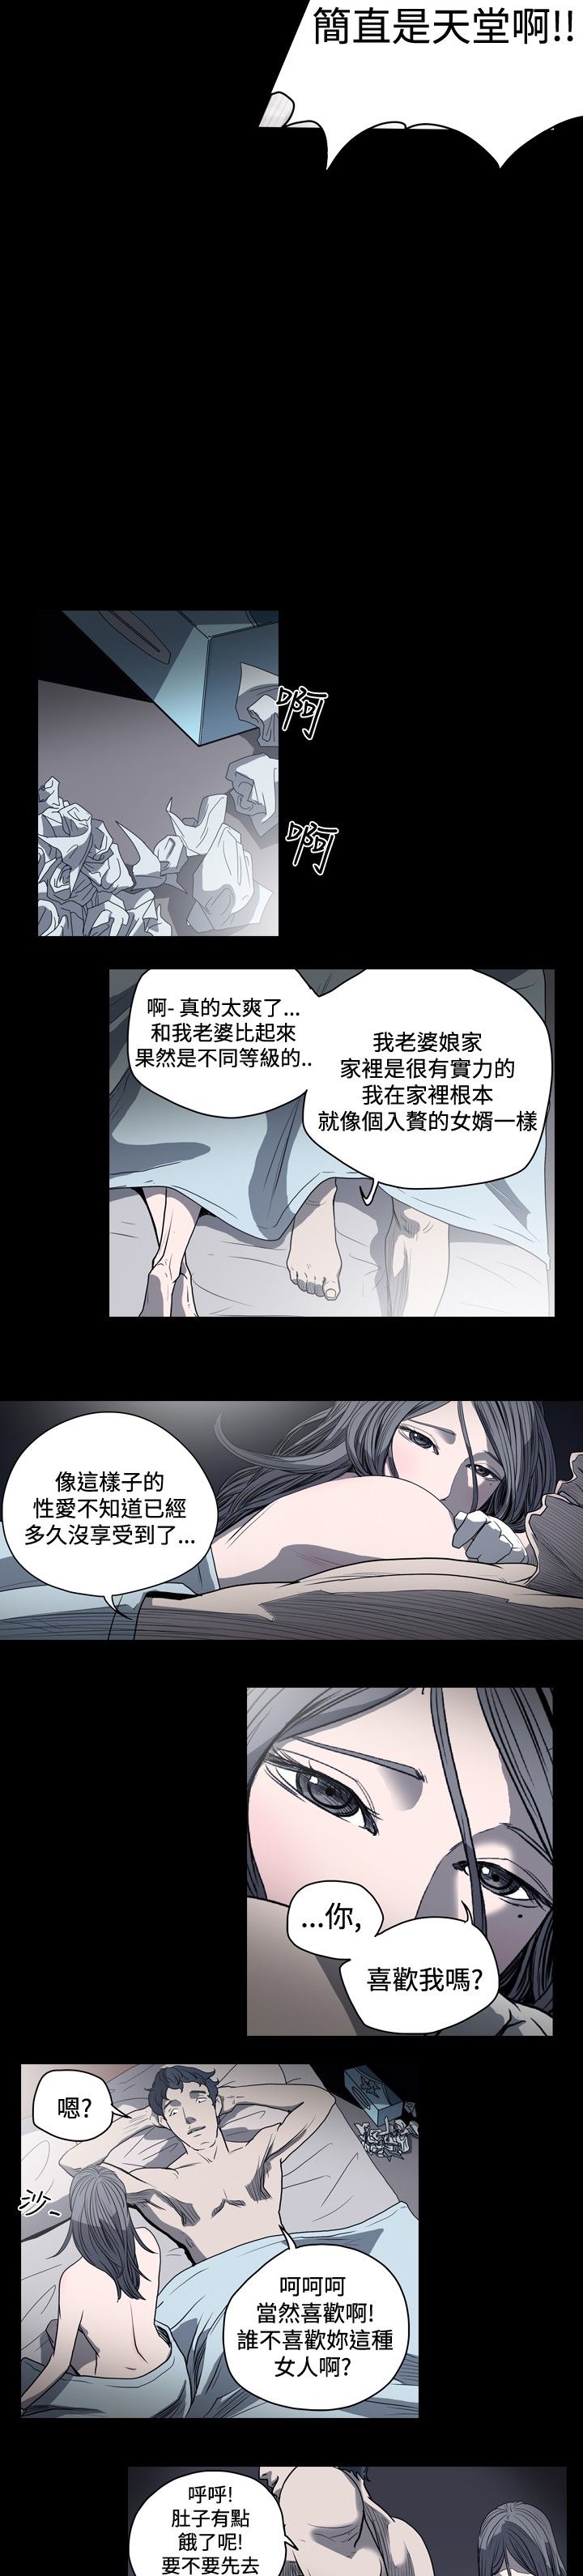 簡直是天堂啊!!
啊
啊
啊- 真的太爽了...
和我老婆比起來
果然是不同等級的..
我老婆娘家
家裡是很有實力的
我在家裡根本
就像個入贅的女婿一樣
像這樣子的
性愛不知道已經
多久沒享受到了...
...你,
喜歡我嗎?
嗯?
沙-
呵呵呵
當然喜歡啊!
誰不喜歡妳這種
女人啊?
呼呼!
肚子有點
餓了呢!
要不要先去